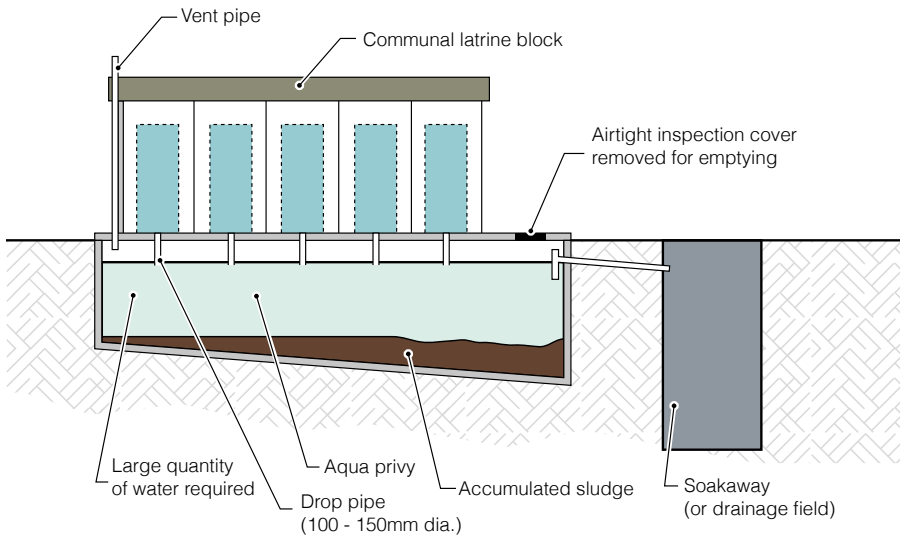 Vent pipe
Communal latrine block
Airtight inspection cover
removed for emptying
Large quantity
of water required
Drop pipe
(100 - 150mm dia.)
Aqua privy
Accumulated sludge
Soakaway
(or drainage field)